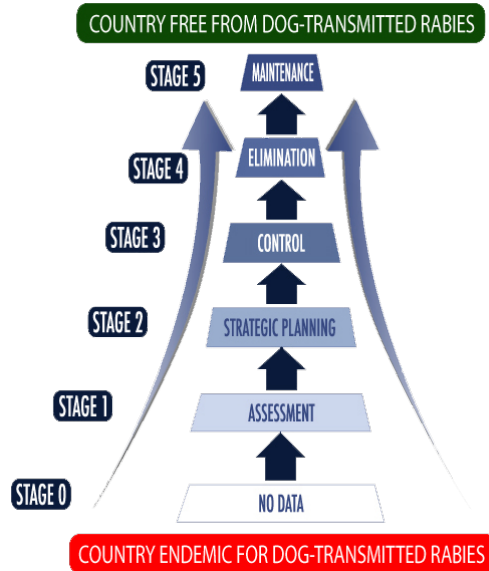 COUNTRY FREE FROM DOG-TRANSMITTED RABIES
STAGE 5
MAINTENANCE
STAGE 4
ELIMINATION
STAGE 3
CONTROL
STAGE 2
STRATEGIC PLANNING
STAGE 1
ASSESSMENT
STAGE 0
NO DATA
COUNTRY ENDEMIC FOR DOG-TRANSMITTED RABIES